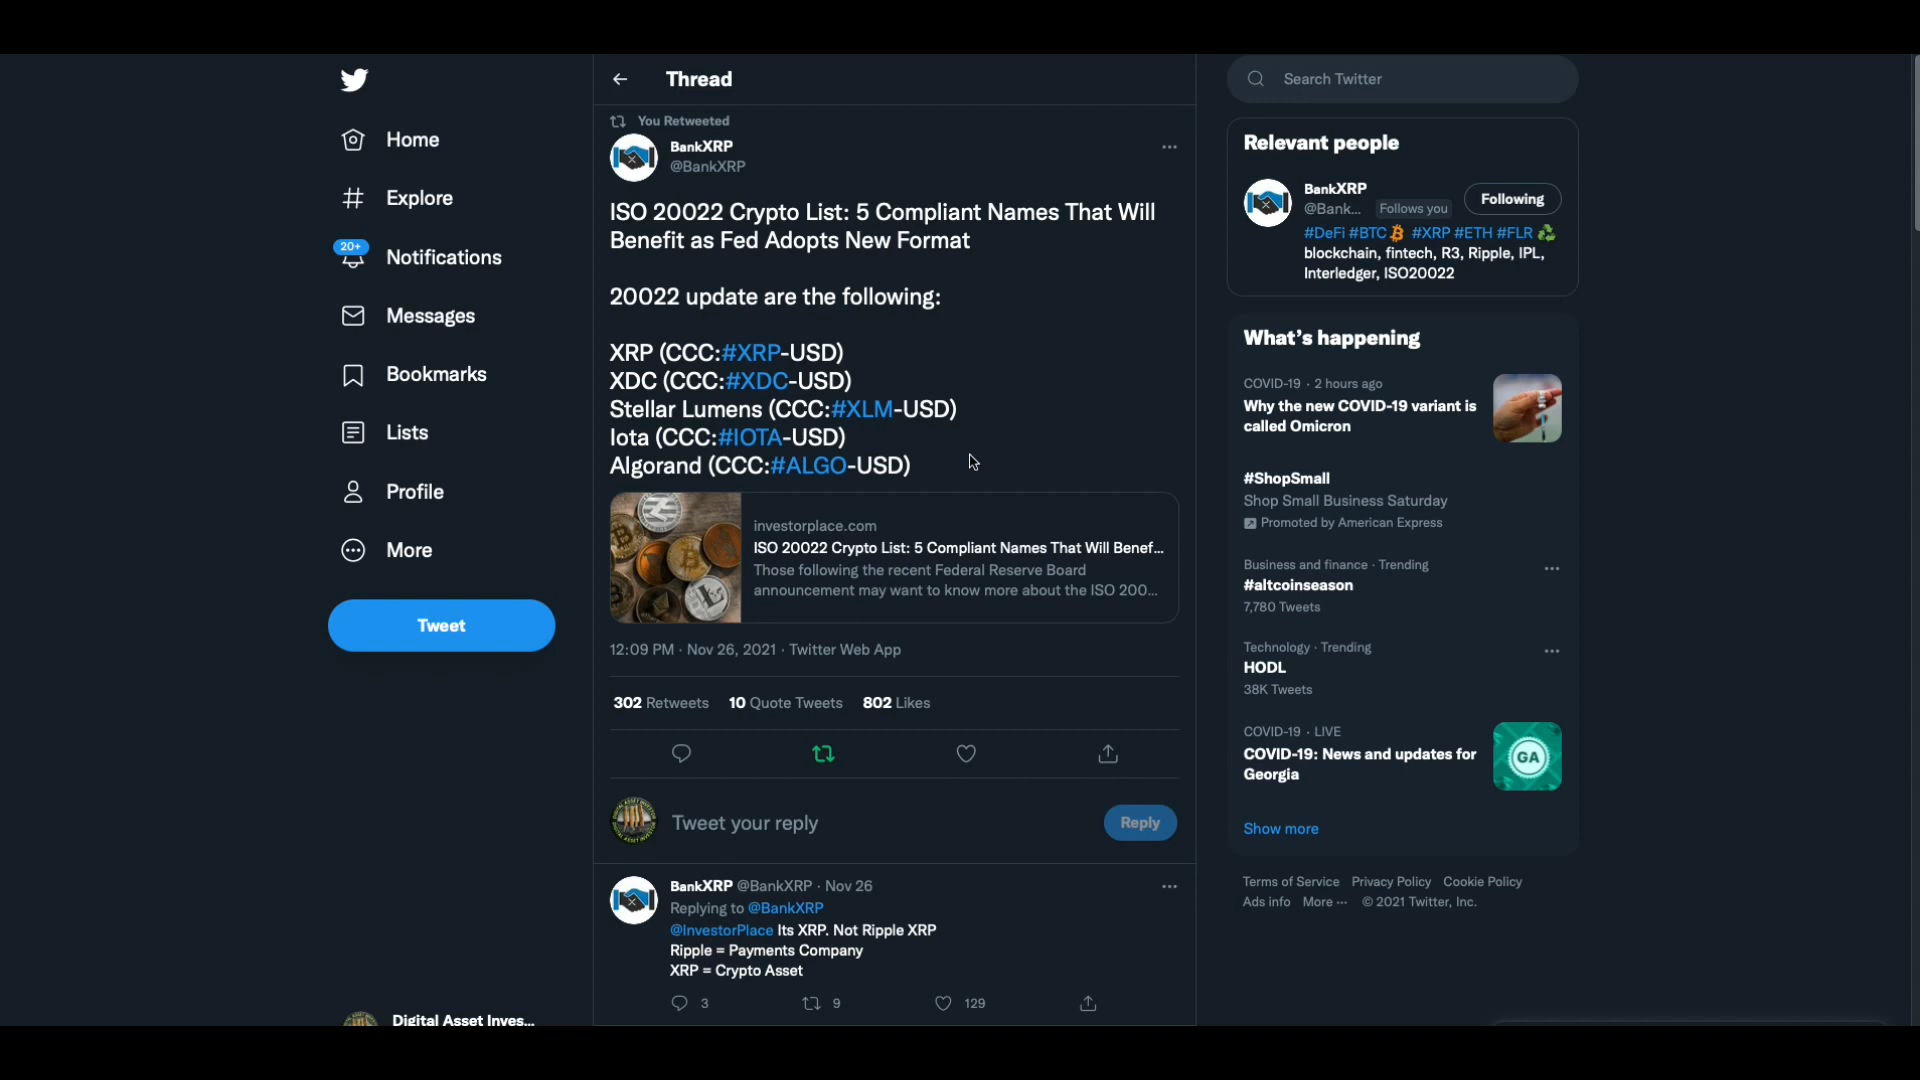 Home
Explore
20+
Notifications
Messages
Bookmarks
Lists
Profile
More
Tweet
Digital Asset Inves...
Thread
You Retweeted
BankXRP
@BankXRP
ISO 20022 Crypto List: 5 Compliant Names That Will
Benefit as Fed Adopts New Format
20022 update are the following:
XRP (CCC:#XRP-USD)
XDC (CCC:#XDC-USD)
Stellar Lumens (CCC:#XLM-USD)
Iota (CCC:#IOTA-USD)
Algorand (CCC:#ALGO-USD)
investorplace.com
ISO 20022 Crypto List: 5 Compliant Names That Will Benef...
Those following the recent Federal Reserve Board
announcement may want to know more about the ISO 200...
12:09 PM · Nov 26, 2021 · Twitter Web App
302 Retweets 10 Quote Tweets 802 Likes
Tweet your reply
Reply
BankXRP @BankXRP · Nov 26
Replying to @BankXRP
@InvestorPlace Its XRP. Not Ripple XRP
Ripple = Payments Company
XRP = Crypto Asset
3 9 129
Search Twitter
Relevant people
BankXRP
@Bank... Follows you
Following
#DeFi #BTC #XRP #ETH #FLR
blockchain, fintech, R3, Ripple, IPL,
Interledger, ISO20022
What's happening
COVID-19 · 2 hours ago
Why the new COVID-19 variant is
called Omicron
#ShopSmall
Shop Small Business Saturday
Promoted by American Express
Business and finance · Trending
#altcoinseason
7,780 Tweets
Technology · Trending
HODL
38K Tweets
COVID-19 · LIVE
COVID-19: News and updates for
Georgia
GA
Show more
Terms of Service Privacy Policy Cookie Policy
Ads info More ··· © 2021 Twitter, Inc.